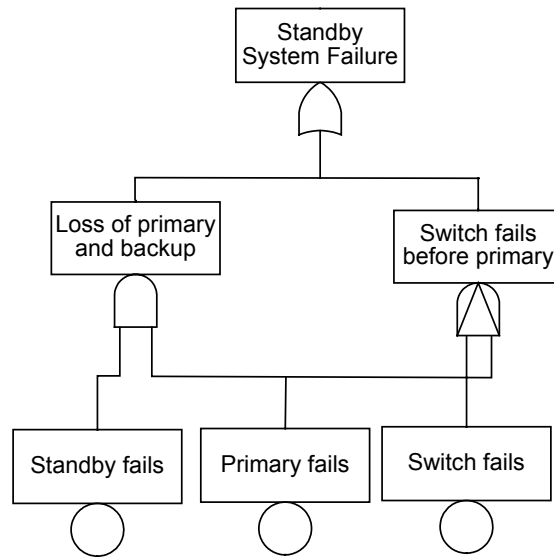 Standby
System Failure
Loss of primary
and backup
Switch fails
before primary
Standby fails
Primary fails
Switch fails